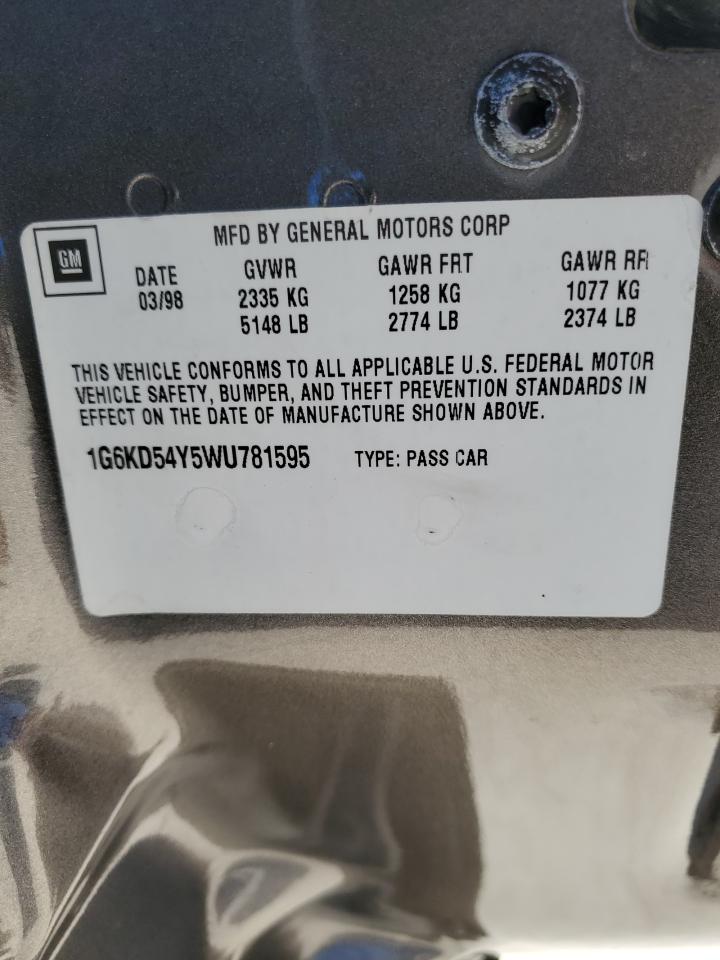 GM
MFD BY GENERAL MOTORS CORP
DATE GVWR GAWR FRT GAWR RR
03/98 2335 KG 1258 KG 1077 KG
5148 LB 2774 LB 2374 LB
THIS VEHICLE CONFORMS TO ALL APPLICABLE U.S. FEDERAL MOTOR
VEHICLE SAFETY, BUMPER, AND THEFT PREVENTION STANDARDS IN
EFFECT ON THE DATE OF MANUFACTURE SHOWN ABOVE.
1G6KD54Y5WU781595 TYPE: PASS CAR